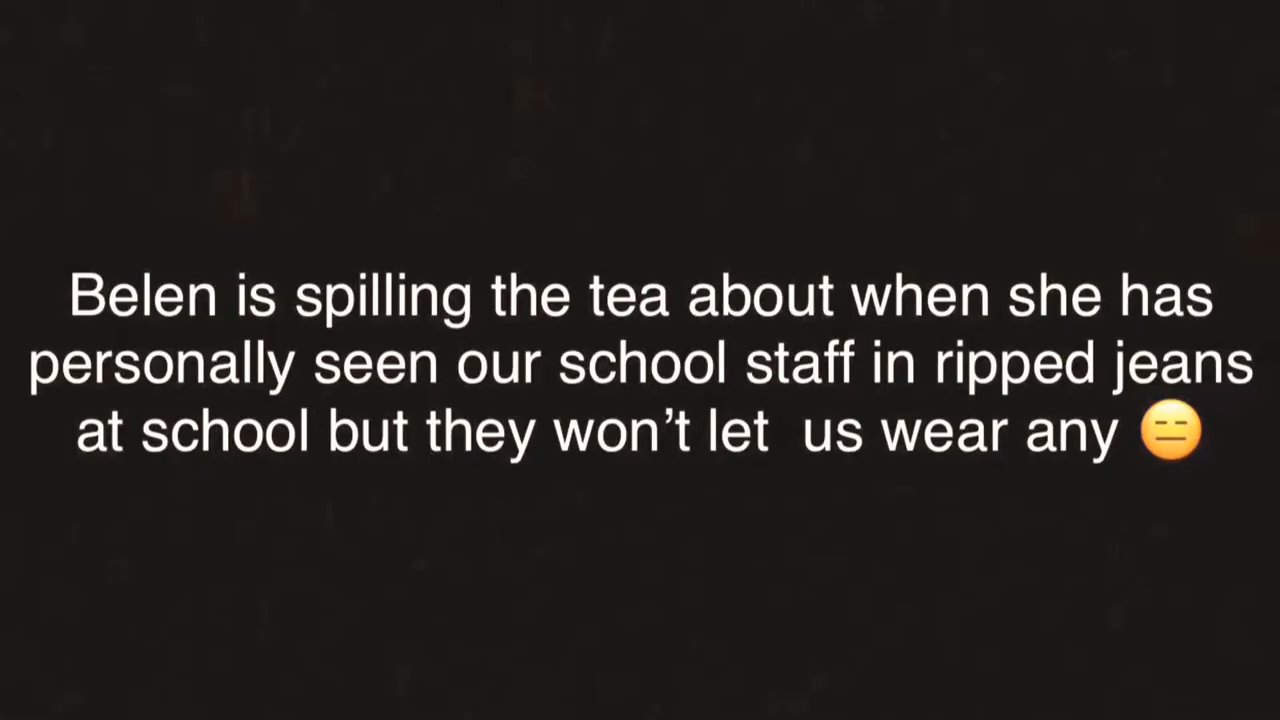 Belen is spilling the tea about when she has
personally seen our school staff in ripped jeans
at school but they won’t let  us wear any 😑